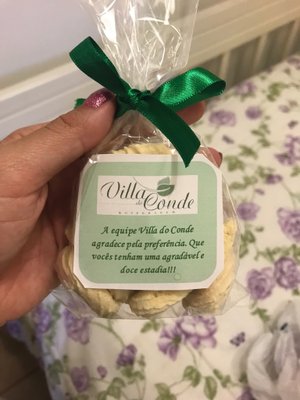 Villa
do Conde
A equipe Villa do Conde
agradece pela preferência. Que
vocês tenham uma agradável e
doce estadia!!!